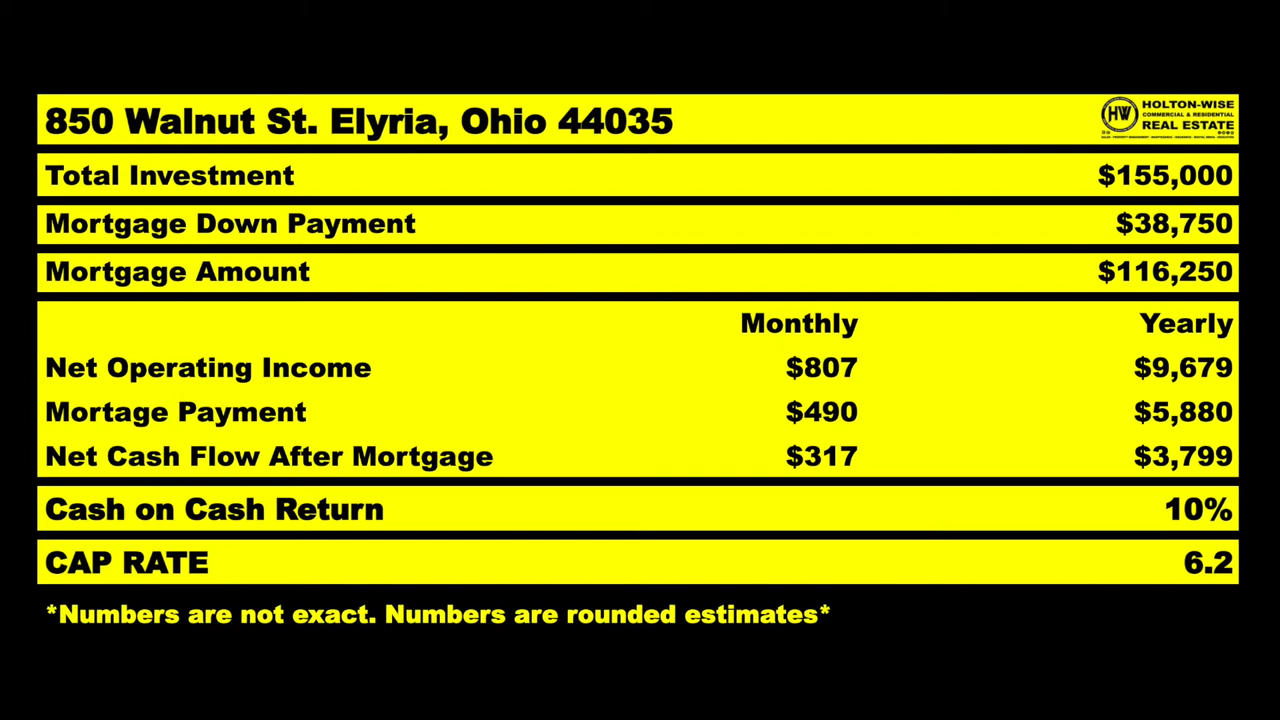 850 Walnut St. Elyria, Ohio 44035
HW
HOLTON-WISE
COMMERCIAL & RESIDENTIAL
REAL ESTATE
Total Investment $155,000
Mortgage Down Payment $38,750
Mortgage Amount $116,250
Monthly Yearly
Net Operating Income $807 $9,679
Mortage Payment $490 $5,880
Net Cash Flow After Mortgage $317 $3,799
Cash on Cash Return 10%
CAP RATE 6.2
*Numbers are not exact. Numbers are rounded estimates*